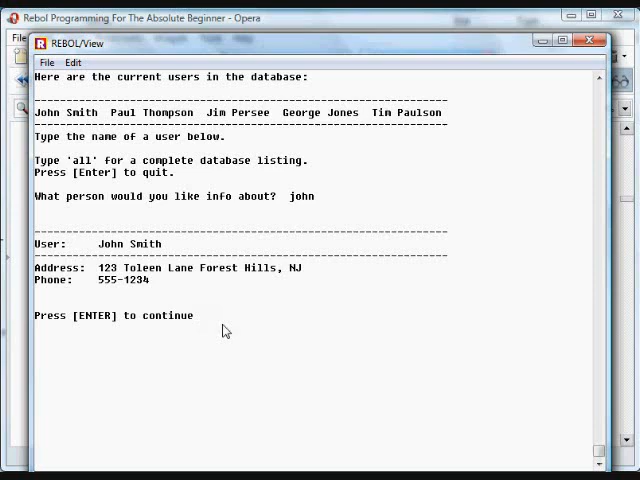 Rebol Programming For The Absolute Beginner - Opera
File
REBOL/View
File Edit
Here are the current users in the database:
----------------------------------------------------
John Smith  Paul Thompson  Jim Persee  George Jones  Tim Paulson
----------------------------------------------------
Type the name of a user below.
Type 'all' for a complete database listing.
Press [Enter] to quit.
What person would you like info about?  john
----------------------------------------------------
User:    John Smith
----------------------------------------------------
Address:  123 Toleen Lane Forest Hills, NJ
Phone:    555-1234
Press [ENTER] to continue